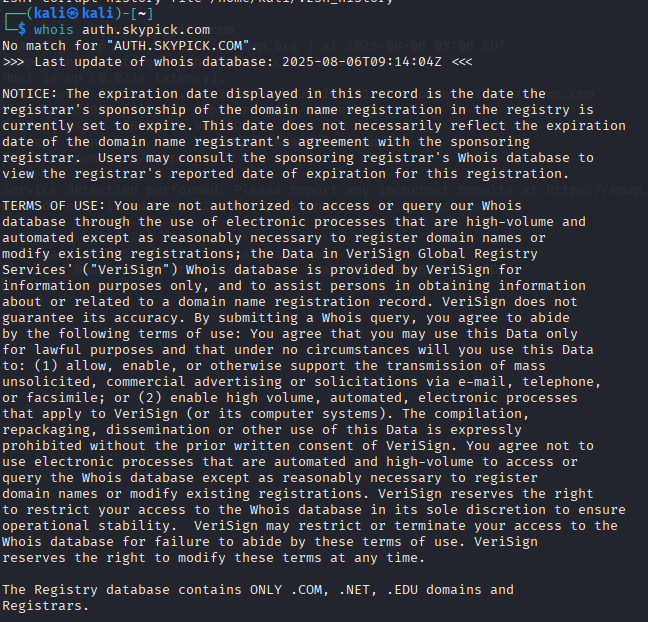 zsh: corrupt history file /home/kali/.zsh_history
┌──(kali㉿kali)-[~]
└─$ whois auth.skypick.com
No match for "AUTH.SKYPICK.COM".
>>> Last update of whois database: 2025-08-06T09:14:04Z <<<
NOTICE: The expiration date displayed in this record is the date the
registrar's sponsorship of the domain name registration in the registry is
currently set to expire. This date does not necessarily reflect the expiration
date of the domain name registrant's agreement with the sponsoring
registrar.  Users may consult the sponsoring registrar's Whois database to
view the registrar's reported date of expiration for this registration.
TERMS OF USE: You are not authorized to access or query our Whois
database through the use of electronic processes that are high-volume and
automated except as reasonably necessary to register domain names or
modify existing registrations; the Data in VeriSign Global Registry
Services' ("VeriSign") Whois database is provided by VeriSign for
information purposes only, and to assist persons in obtaining information
about or related to a domain name registration record. VeriSign does not
guarantee its accuracy. By submitting a Whois query, you agree to abide
by the following terms of use: You agree that you may use this Data only
for lawful purposes and that under no circumstances will you use this Data
to: (1) allow, enable, or otherwise support the transmission of mass
unsolicited, commercial advertising or solicitations via e-mail, telephone,
or facsimile; or (2) enable high volume, automated, electronic processes
that apply to VeriSign (or its computer systems). The compilation,
repackaging, dissemination or other use of this Data is expressly
prohibited without the prior written consent of VeriSign. You agree not to
use electronic processes that are automated and high-volume to access or
query the Whois database except as reasonably necessary to register
domain names or modify existing registrations. VeriSign reserves the right
to restrict your access to the Whois database in its sole discretion to ensure
operational stability.  VeriSign may restrict or terminate your access to the
Whois database for failure to abide by these terms of use. VeriSign
reserves the right to modify these terms at any time.
The Registry database contains ONLY .COM, .NET, .EDU domains and
Registrars.